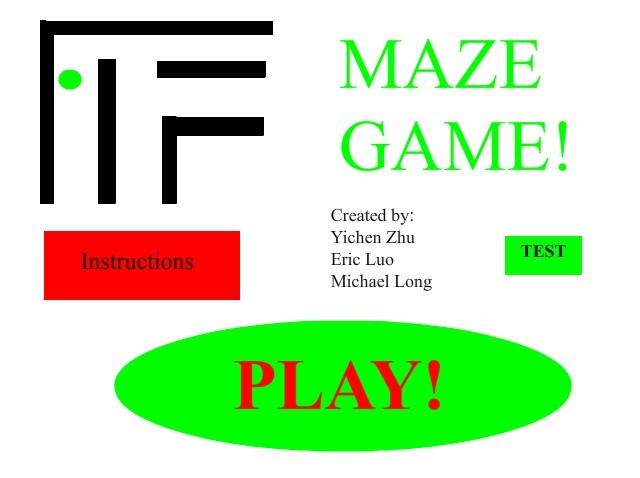 MAZE
GAME!
Created by:
Yichen Zhu
Eric Luo
Michael Long
TEST
Instructions
PLAY!